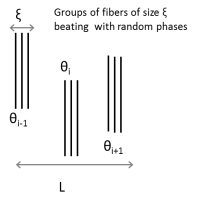 ξ
Groups of fibers of size ξ
beating with random phases
θi
θi-1
θi+1
L